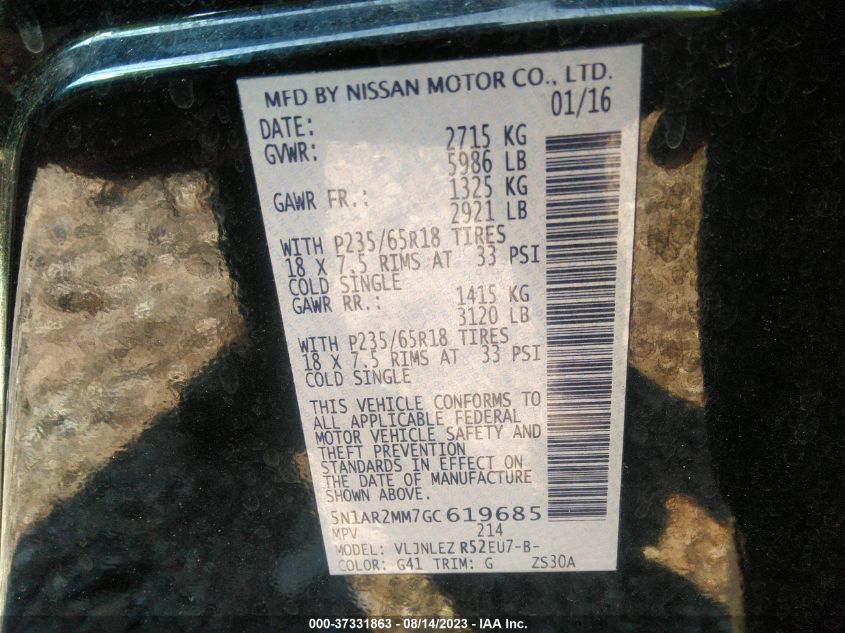 MFD BY NISSAN MOTOR CO., LTD.
DATE: 01/16
GVWR: 2715 KG
5986 LB
GAWR FR.: 1325 KG
2921 LB
WITH P235/65R18 TIRES
18 X 7.5 RIMS AT 33 PSI
COLD SINGLE
GAWR RR.: 1415 KG
3120 LB
WITH P235/65R18 TIRES
18 X 7.5 RIMS AT 33 PSI
COLD SINGLE
THIS VEHICLE CONFORMS TO
ALL APPLICABLE FEDERAL
MOTOR VEHICLE SAFETY AND
THEFT PREVENTION
STANDARDS IN EFFECT ON
THE DATE OF MANUFACTURE
SHOWN ABOVE.
5N1AR2MM7GC619685
MPV 214
MODEL: VLJNLEZ R52EU7-B-
COLOR: G41 TRIM: G ZS30A
000-37331863 - 08/14/2023 - IAA Inc.